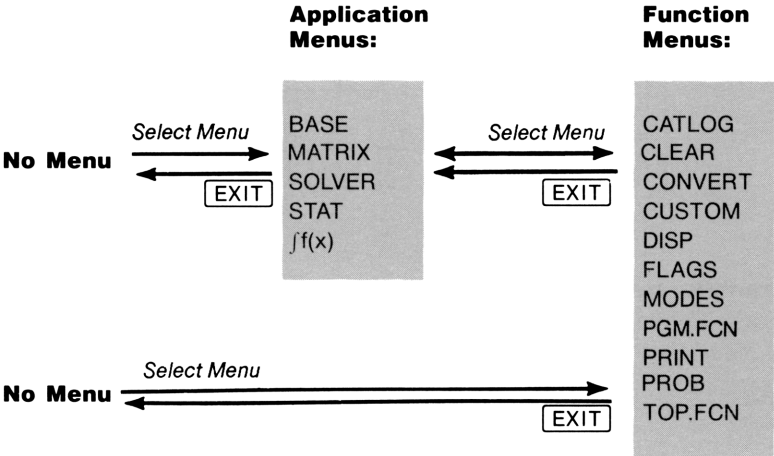 Application
Menus:
Function
Menus:
No Menu
Select Menu
EXIT
BASE
MATRIX
SOLVER
STAT
∫f(x)
Select Menu
EXIT
CATLOG
CLEAR
CONVERT
CUSTOM
DISP
FLAGS
MODES
PGM.FCN
PRINT
PROB
TOP.FCN
No Menu
Select Menu
EXIT